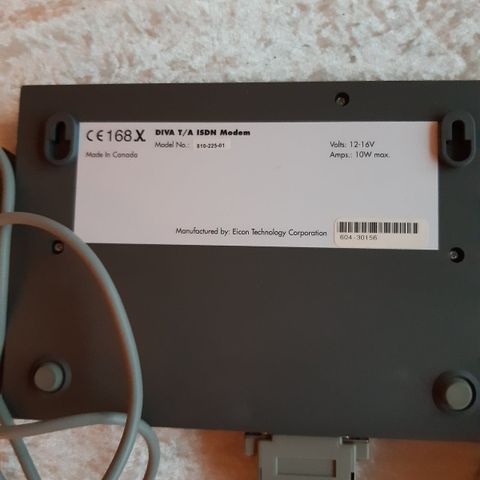 CE168X DIVA T/A ISDN Modem
Made In Canada Model No.: 810-225-01 Volts: 12-16V
Amps.: 10W max.
Manufactured by: Eicon Technology Corporation
604-30156